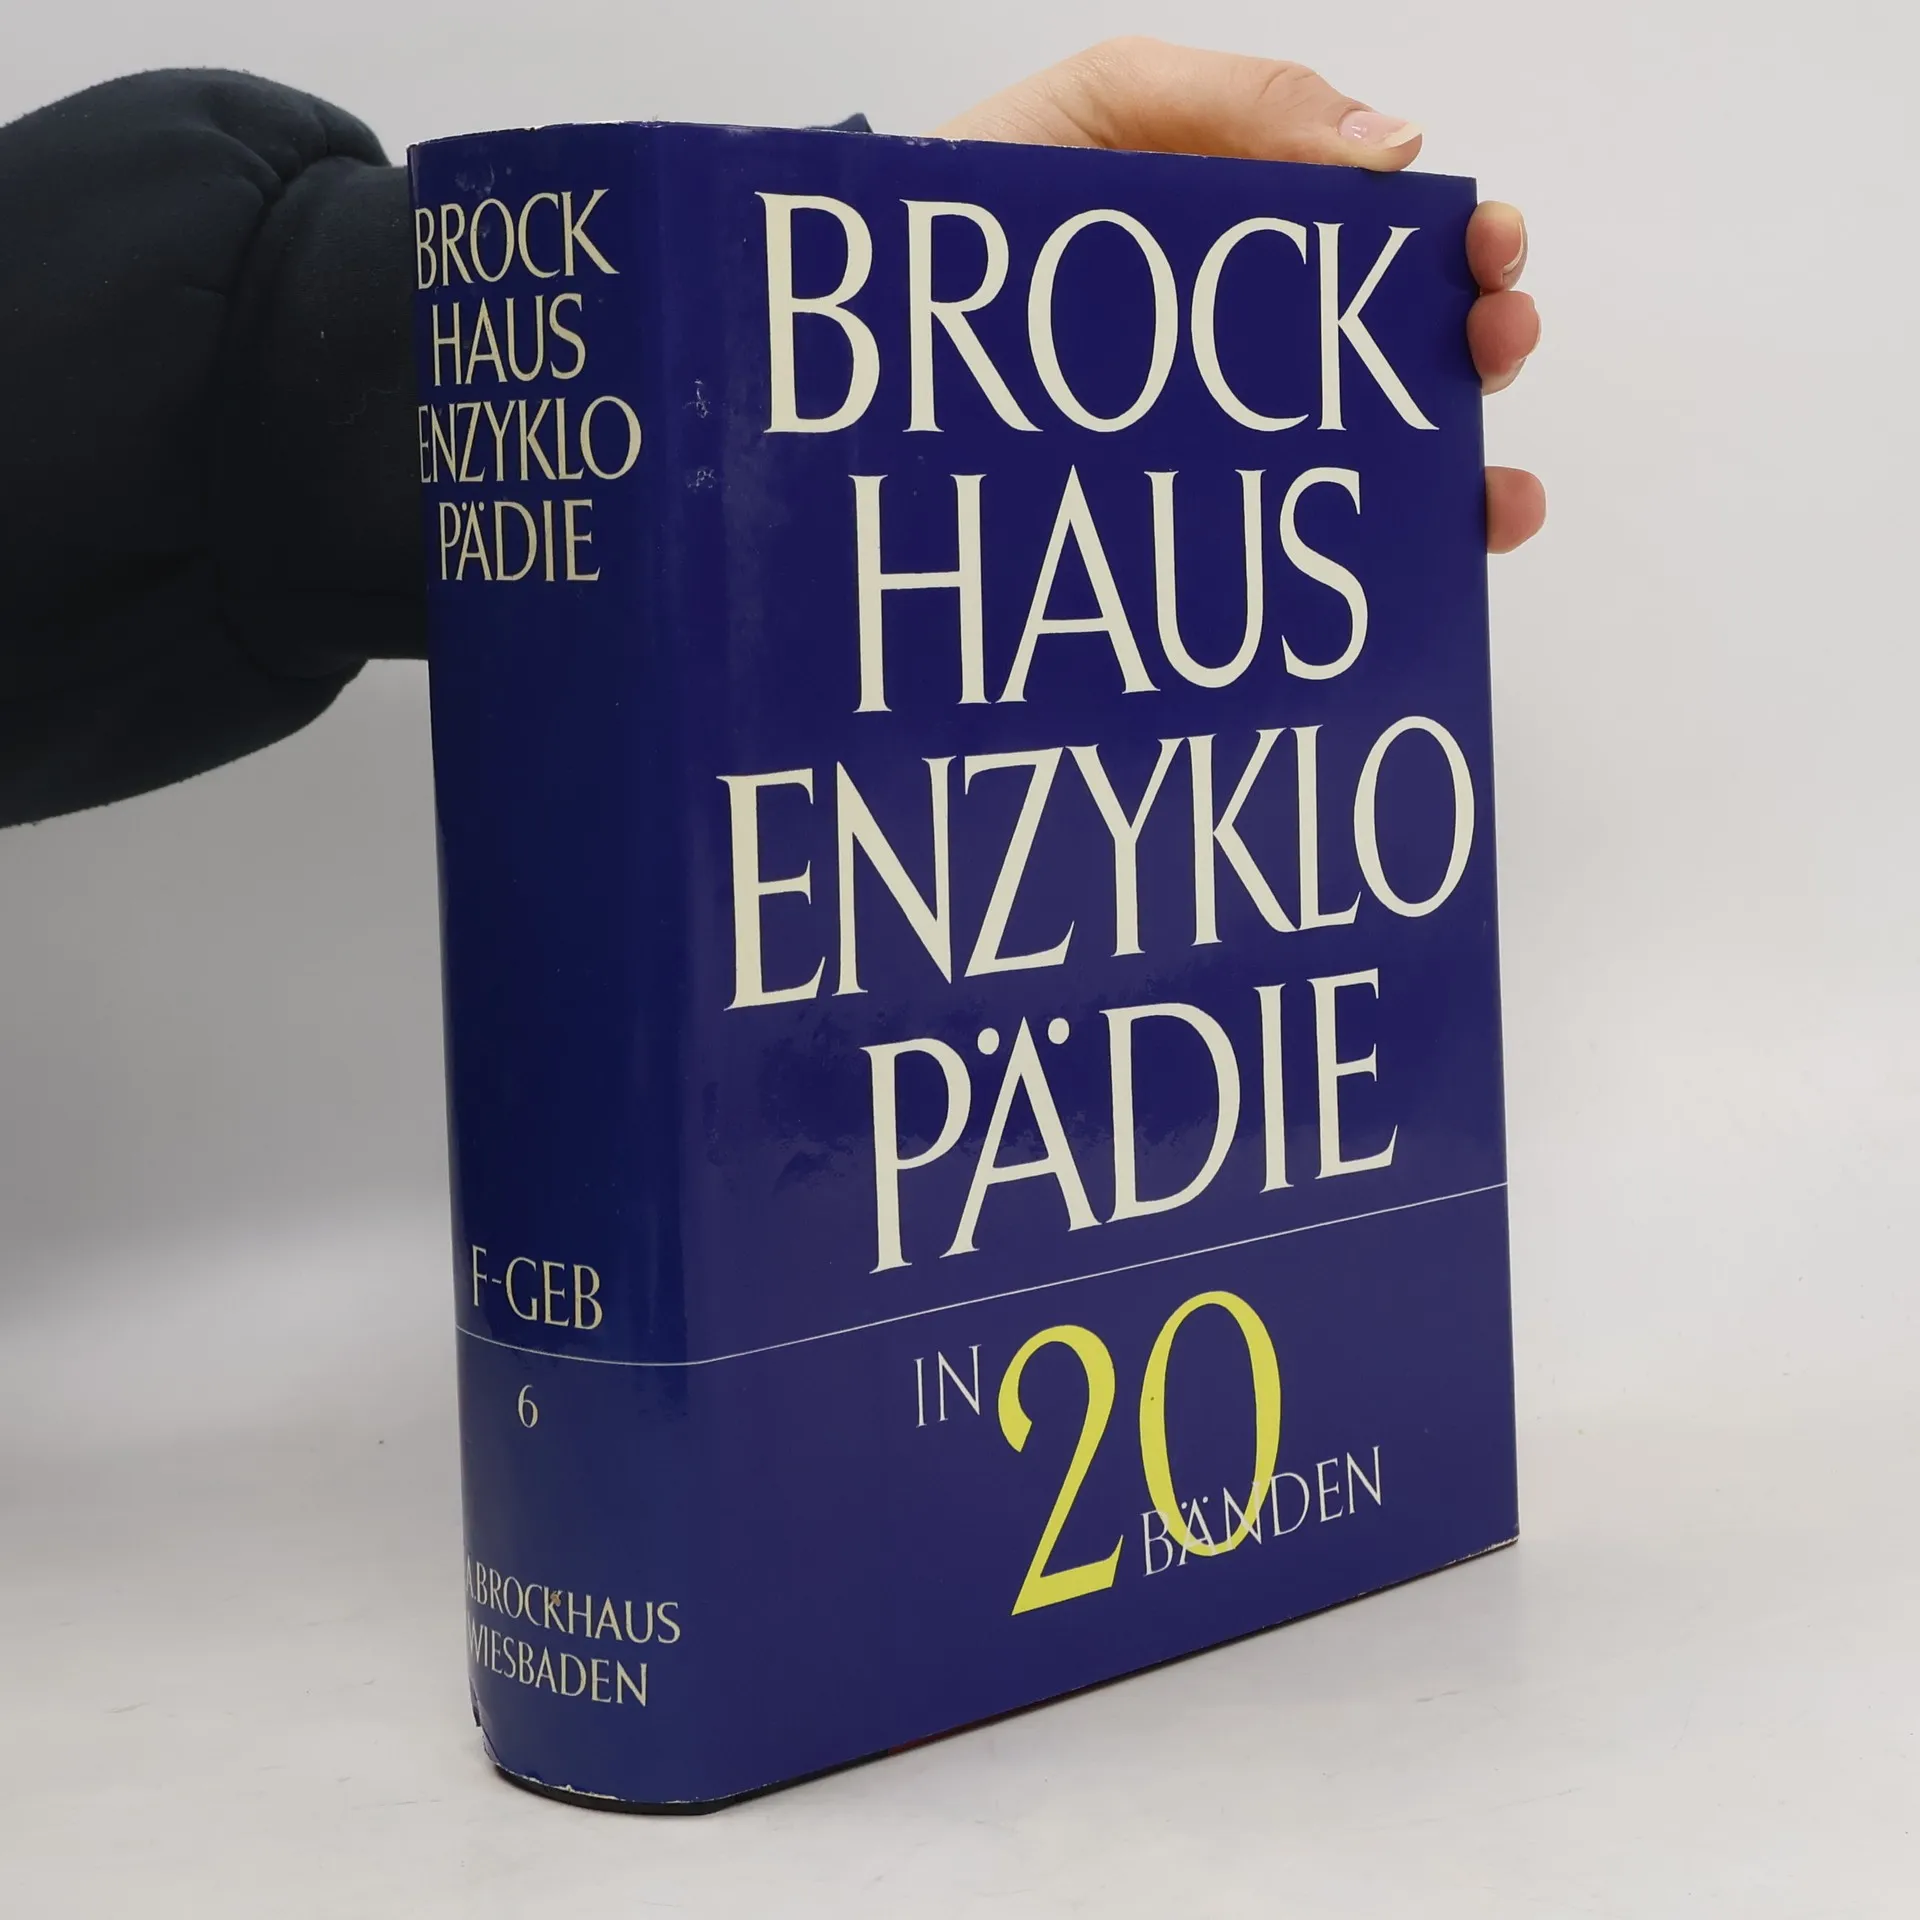 BROCK
HAUS
ENZYKLO
PÄDIE
F-GEB
6
A.BROCKHAUS
WIESBADEN
BROCK
HAUS
ENZYKLO
PÄDIE
IN 20
BÄNDEN